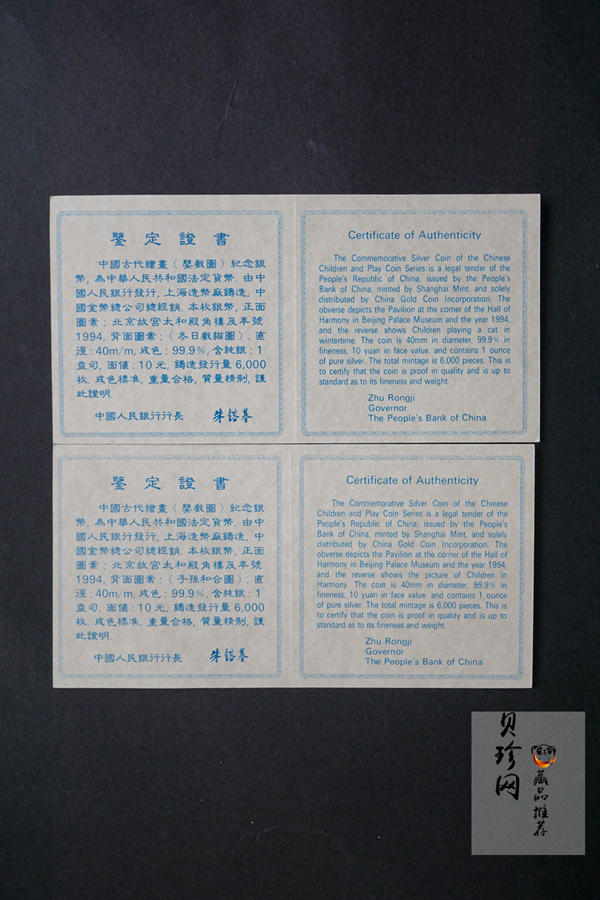 鑒定證書
中國古代繪畫〈嬰戲圖〉紀念銀
幣，為中華人民共和國法定貨幣，由中
國人民銀行發行，上海造幣廠鑄造，中
國金幣總公司總經銷，本枚銀幣，正面
圖案：北京故宮太和殿角樓及年號
1994，背面圖案：〈冬日戲貓圖〉，直
徑：40m/m，成色：99.9%，含純銀：1
盎司，面值：10元，鑄造發行量6,000
枚，成色標准，重量合格，質量精制，謹
此證明．
中國人民銀行行長 朱镕基
Certificate of Authenticity
The Commemorative Silver Coin of the Chinese
Children and Play Coin Series is a legal tender of the
People's Republic of China, issued by the People's
Bank of China, minted by Shanghai Mint, and solely
distributed by China Gold Coin Incorporation. The
obverse depicts the Pavilion at the corner of the Hall of
Harmony in Beijing Palace Museum and the year 1994,
and the reverse shows Children playing a cat in
wintertime. The coin is 40mm in diameter, 99.9% in
fineness, 10 yuan in face value, and contains 1 ounce
of pure silver. The total mintage is 6,000 pieces. This is
to certify that the coin is proof in quality and is up to
standard as to its fineness and weight.
Zhu Rongji
Governor
The People's Bank of China
鑒定證書
中國古代繪畫〈嬰戲圖〉紀念銀
幣，為中華人民共和國法定貨幣，由中
國人民銀行發行，上海造幣廠鑄造，中
國金幣總公司總經銷，本枚銀幣，正面
圖案：北京故宮太和殿角樓及年號
1994，背面圖案：〈子孫和合圖〉，直
徑：40m/m，成色：99.9%，含純銀：1
盎司，面值：10元，鑄造發行量6,000
枚，成色標准，重量合格，質量精制，謹
此證明．
中國人民銀行行長 朱镕基
Certificate of Authenticity
The Commemorative Silver Coin of the Chinese
Children and Play Coin Series is a legal tender of the
People's Republic of China, issued by the People's
Bank of China, minted by Shanghai Mint, and solely
distributed by China Gold Coin Incorporation. The
obverse depicts the Pavilion at the corner of the Hall of
Harmony in Beijing Palace Museum and the year 1994,
and the reverse shows the picture of Children in
Harmony. The coin is 40mm in diameter, 99.9% in
fineness, 10 yuan in face value, and contains 1 ounce
of pure silver. The total mintage is 6,000 pieces. This is
to certify that the coin is proof in quality and is up to
standard as to its fineness and weight.
Zhu Rongji
Governor
The People's Bank of China
贝珍网
藏品推荐